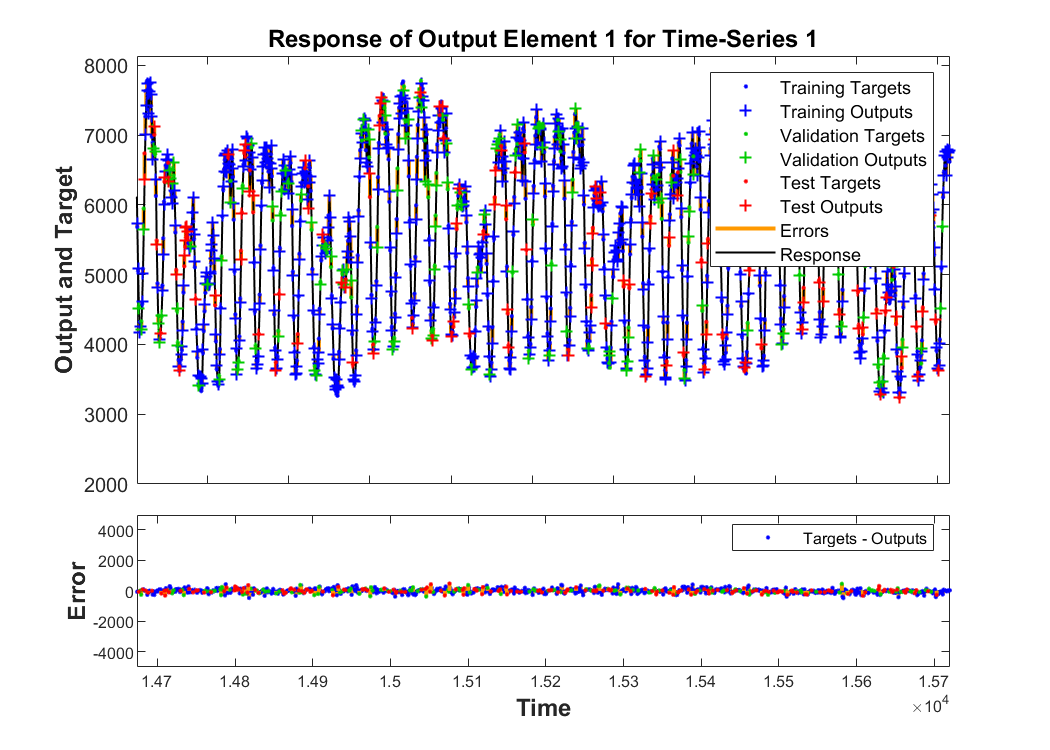 Response of Output Element 1 for Time-Series 1
Output and Target
8000
7000
6000
5000
4000
3000
2000
Training Targets
Training Outputs
Validation Targets
Validation Outputs
Test Targets
Test Outputs
Errors
Response
Error
4000
2000
0
-2000
-4000
Targets - Outputs
1.47 1.48 1.49 1.5 1.51 1.52 1.53 1.54 1.55 1.56 1.57
×10^4
Time